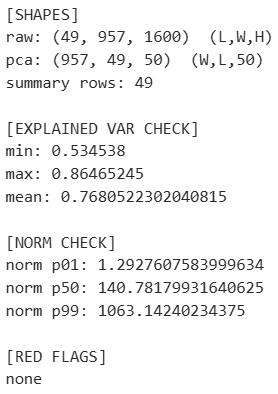 [SHAPES]
raw: (49, 957, 1600)  (L,W,H)
pca: (957, 49, 50)  (W,L,50)
summary rows: 49
[EXPLAINED VAR CHECK]
min: 0.534538
max: 0.86465245
mean: 0.7680522302040815
[NORM CHECK]
norm p01: 1.2927607583999634
norm p50: 140.78179931640625
norm p99: 1063.14240234375
[RED FLAGS]
none